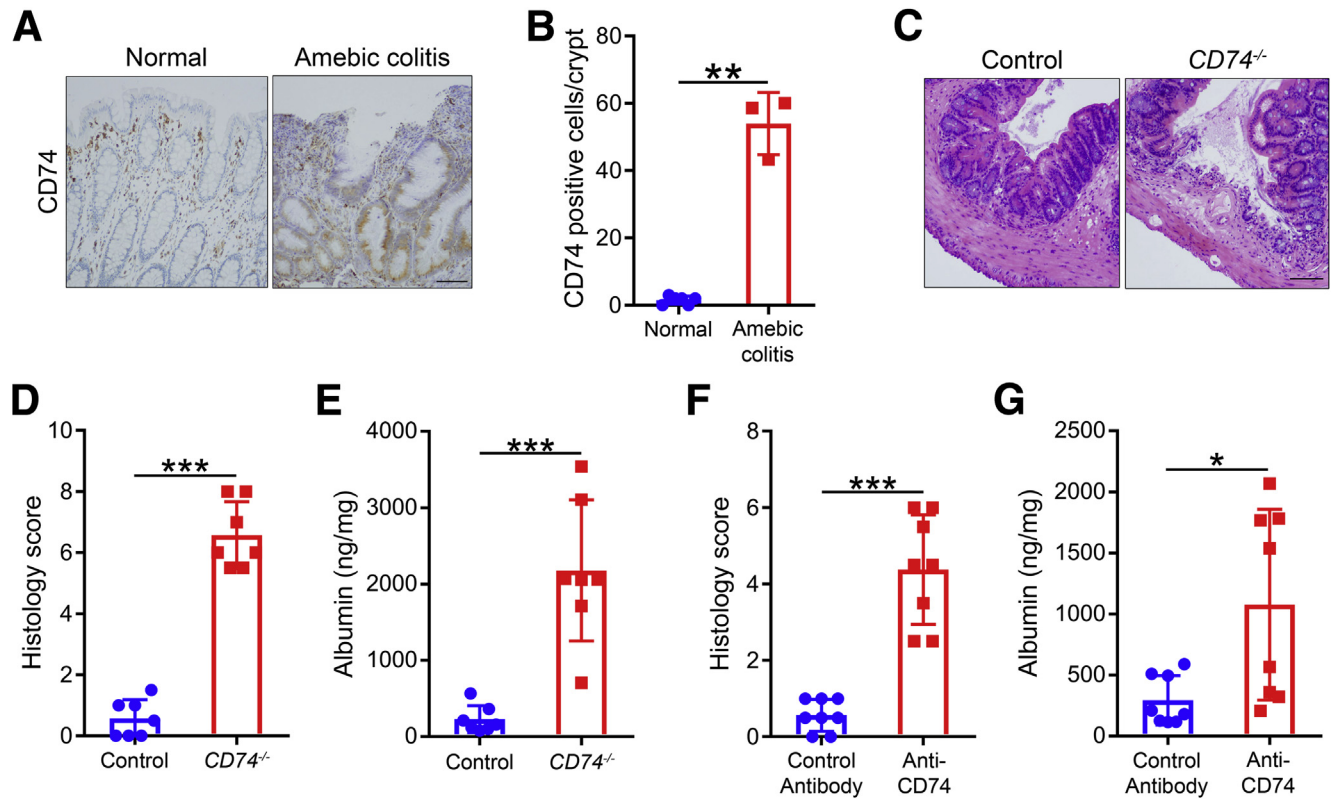 A
Normal
Amebic colitis
CD74
B
CD74 positive cells/crypt
80
60
40
20
0
**
Normal
Amebic
colitis
C
Control
CD74-/-
D
Histology score
10
8
6
4
2
0
***
Control
CD74-/-
E
Albumin (ng/mg)
4000
3000
2000
1000
0
***
Control
CD74-/-
F
Histology score
8
6
4
2
0
***
Control
Antibody
Anti-
CD74
G
Albumin (ng/mg)
2500
2000
1500
1000
500
0
*
Control
Antibody
Anti-
CD74